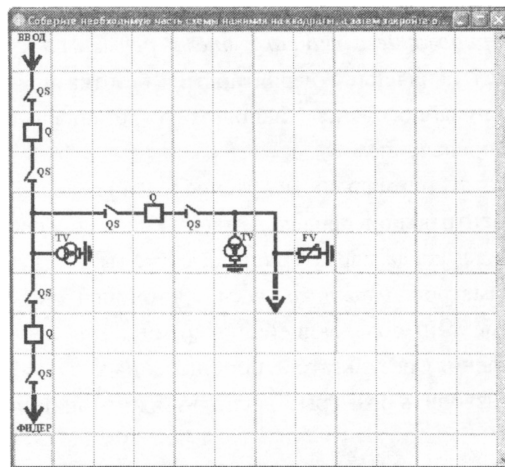 Соберите необходимую часть схемы нажимая на квадраты...а затем закройте о...
ВВОД
QS
Q
QS
Q
QS
QS
TV
TV
FV
QS
Q
QS
ФИДЕР